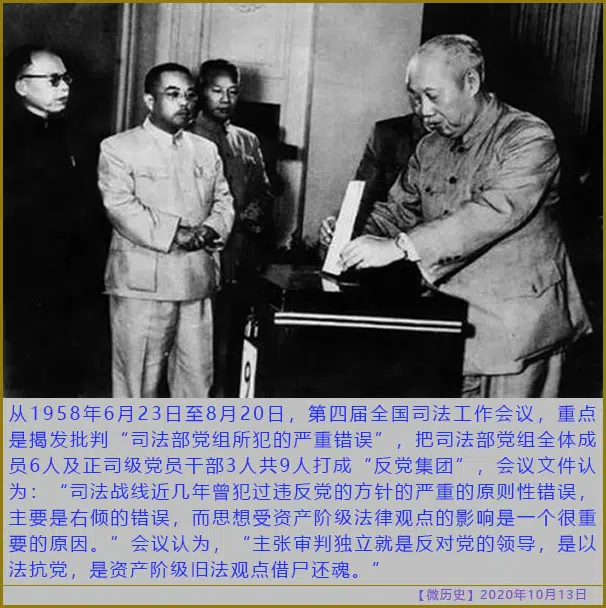 9
从1958年6月23日至8月20日，第四届全国司法工作会议，重点
是揭发批判“司法部党组所犯的严重错误”，把司法部党组全体成
员6人及正司级党员干部3人共9人打成“反党集团”，会议文件认
为：“司法战线近几年曾犯过违反党的方针的严重的原则性错误，
主要是右倾的错误，而思想受资产阶级法律观点的影响是一个很重
要的原因。”会议认为，“主张审判独立就是反对党的领导，是以
法抗党，是资产阶级旧法观点借尸还魂。”
【微历史】2020年10月13日